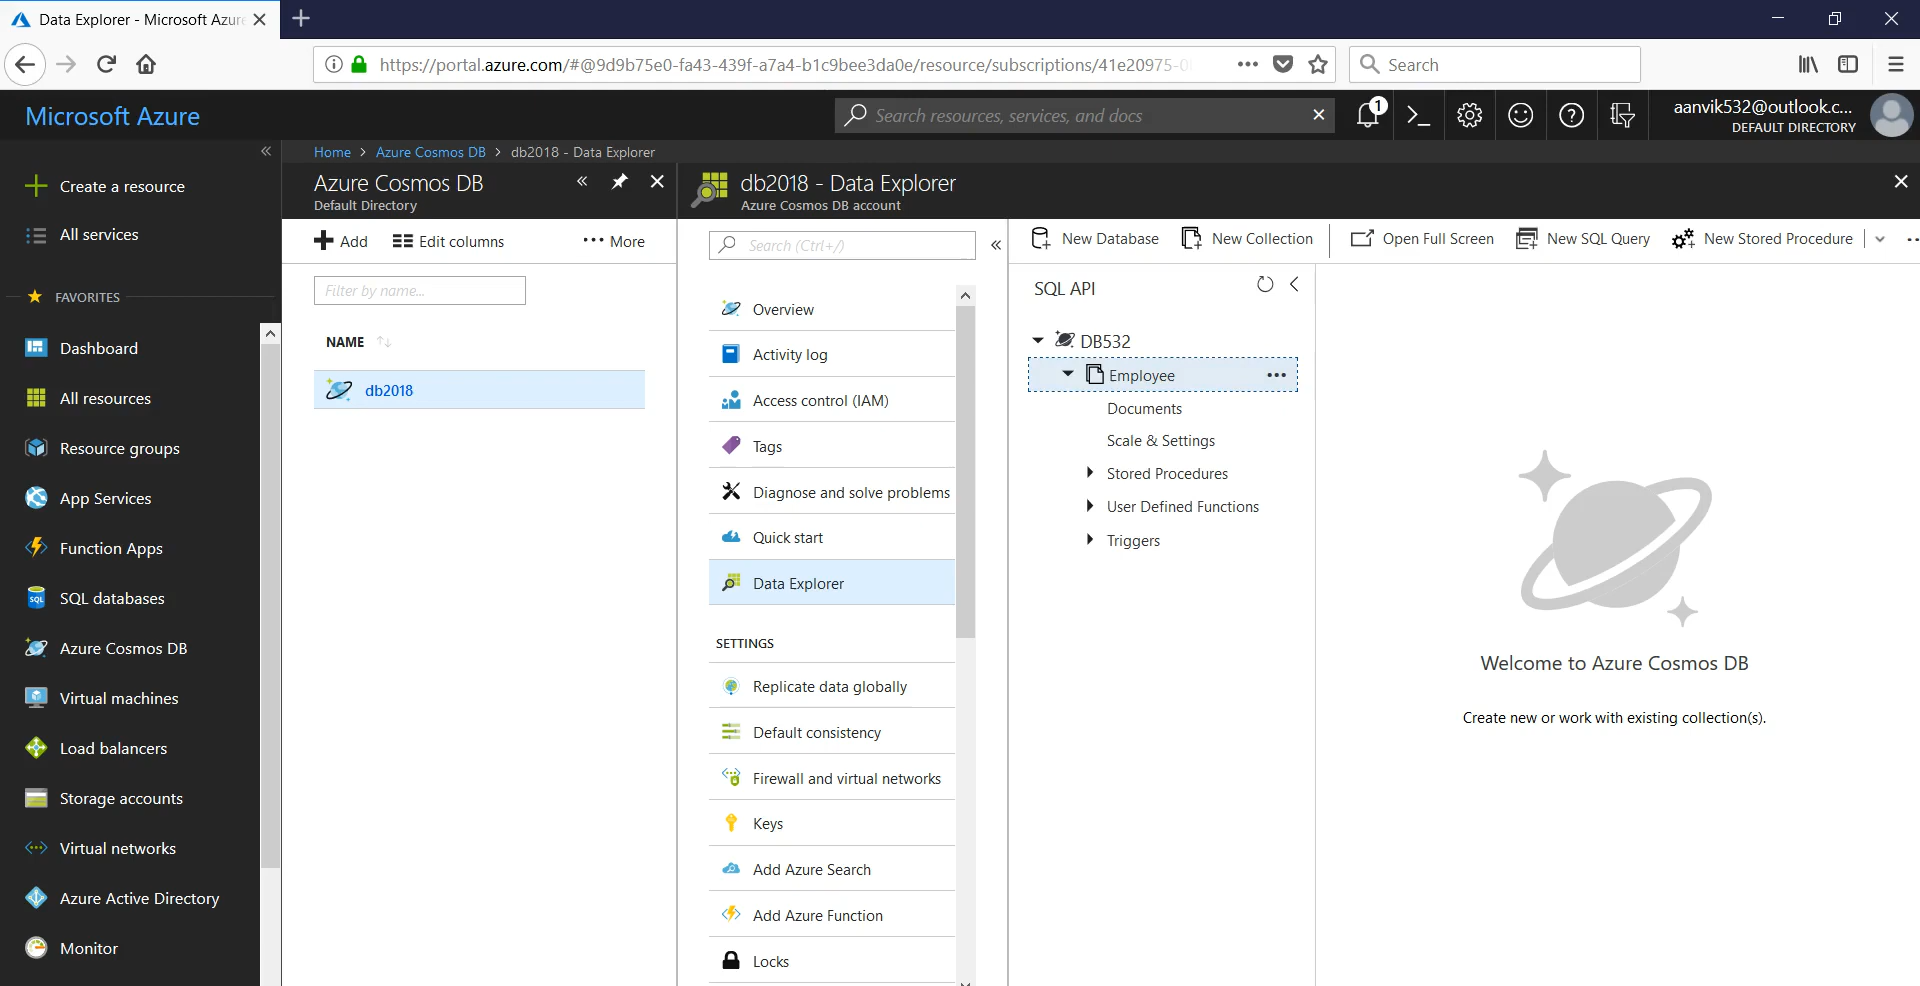 Data Explorer - Microsoft Azure
https://portal.azure.com/#@9d9b75e0-fa43-439f-a7a4-b1c9bee3da0e/resource/subscriptions/41e20975-0
Search
Microsoft Azure
Search resources, services, and docs
1
aanvik532@outlook.c...
DEFAULT DIRECTORY
Create a resource
All services
FAVORITES
Dashboard
All resources
Resource groups
App Services
Function Apps
SQL databases
Azure Cosmos DB
Virtual machines
Load balancers
Storage accounts
Virtual networks
Azure Active Directory
Monitor
Home > Azure Cosmos DB > db2018 - Data Explorer
Azure Cosmos DB
Default Directory
Add
Edit columns
More
Filter by name...
NAME
db2018
db2018 - Data Explorer
Azure Cosmos DB account
Search (Ctrl+/)
Overview
Activity log
Access control (IAM)
Tags
Diagnose and solve problems
Quick start
Data Explorer
SETTINGS
Replicate data globally
Default consistency
Firewall and virtual networks
Keys
Add Azure Search
Add Azure Function
Locks
New Database
New Collection
Open Full Screen
New SQL Query
New Stored Procedure
SQL API
DB532
Employee
Documents
Scale & Settings
Stored Procedures
User Defined Functions
Triggers
Welcome to Azure Cosmos DB
Create new or work with existing collection(s).